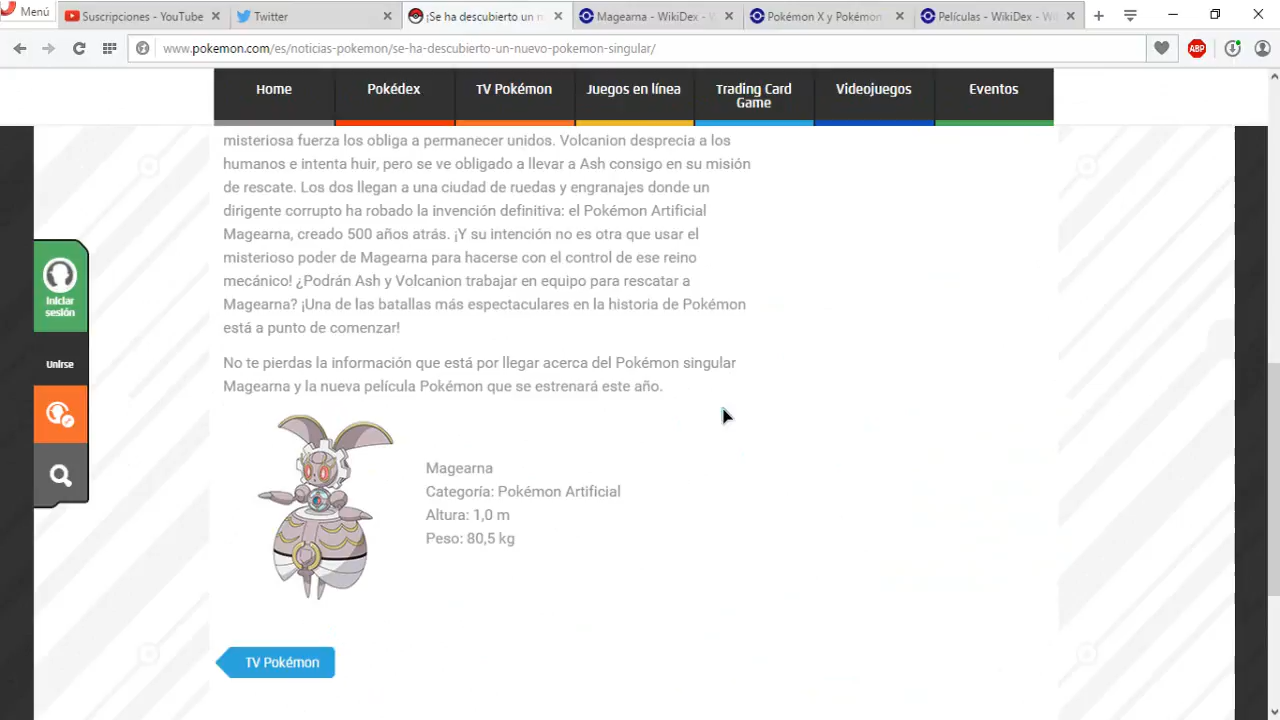 Menú
Suscripciones - YouTube
Twitter
¡Se ha descubierto un n
Magearna - WikiDex - W
Pokémon X y Pokémon
Películas - WikiDex - Wi
www.pokemon.com/es/noticias-pokemon/se-ha-descubierto-un-nuevo-pokemon-singular/
ABP
Home
Pokédex
TV Pokémon
Juegos en línea
Trading Card
Game
Videojuegos
Eventos
misteriosa fuerza los obliga a permanecer unidos. Volcanion desprecia a los
humanos e intenta huir, pero se ve obligado a llevar a Ash consigo en su misión
de rescate. Los dos llegan a una ciudad de ruedas y engranajes donde un
dirigente corrupto ha robado la invención definitiva: el Pokémon Artificial
Magearna, creado 500 años atrás. ¡Y su intención no es otra que usar el
misterioso poder de Magearna para hacerse con el control de ese reino
mecánico! ¿Podrán Ash y Volcanion trabajar en equipo para rescatar a
Magearna? ¡Una de las batallas más espectaculares en la historia de Pokémon
está a punto de comenzar!
Iniciar
sesión
Unirse
No te pierdas la información que está por llegar acerca del Pokémon singular
Magearna y la nueva película Pokémon que se estrenará este año.
Magearna
Categoría: Pokémon Artificial
Altura: 1,0 m
Peso: 80,5 kg
TV Pokémon